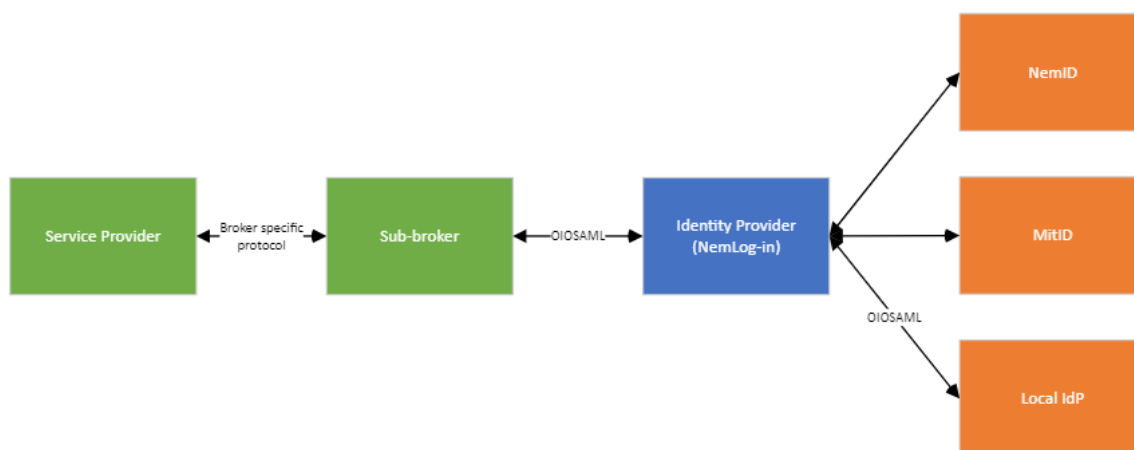 NemID
Service Provider
Broker specific
protocol
Sub-broker
OIOSAML
Identity Provider
(NemLog-in)
MitID
OIOSAML
Local IdP